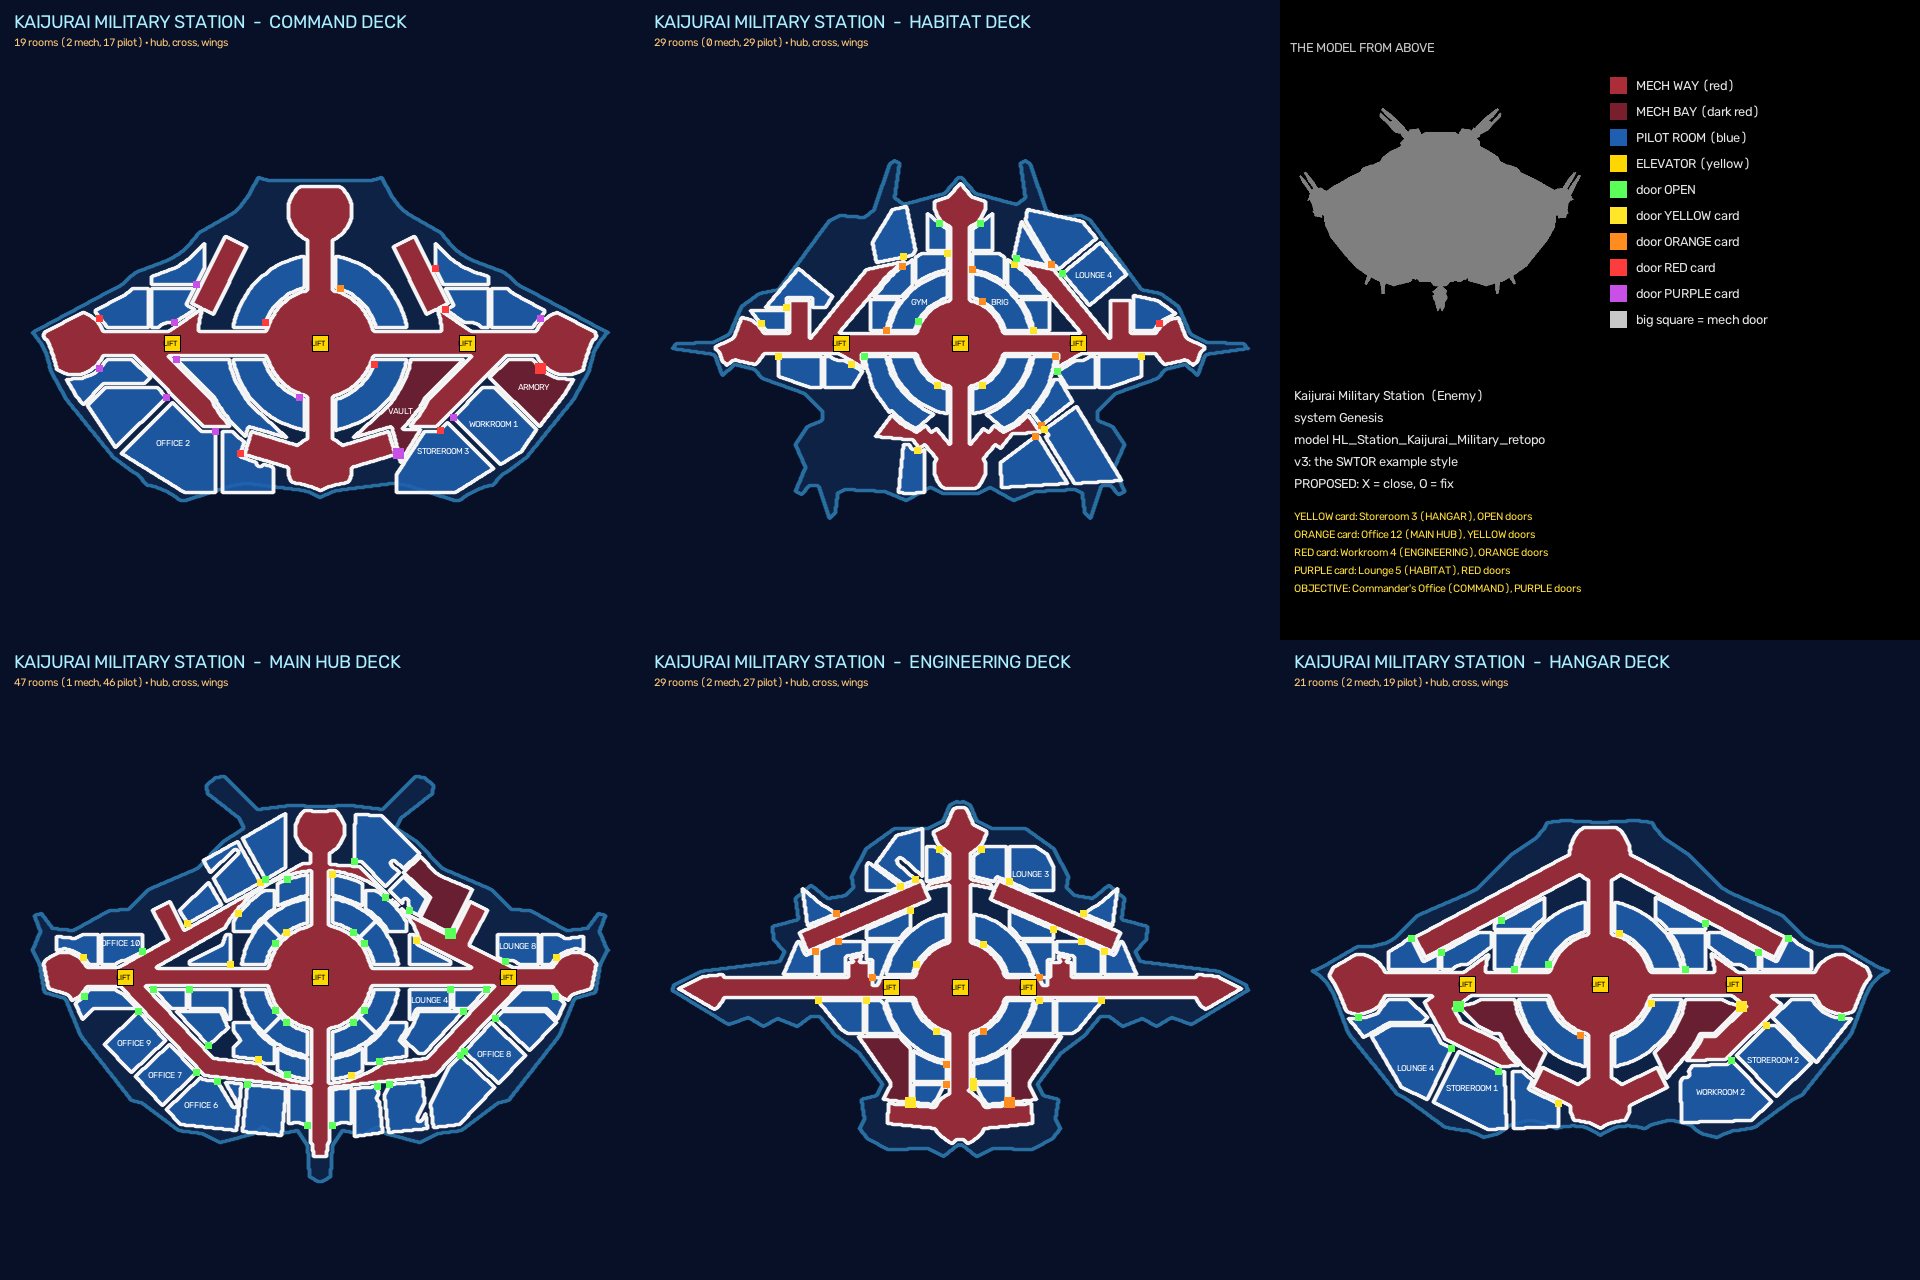 KAIJURAI MILITARY STATION - COMMAND DECK
19 rooms (2 mech, 17 pilot) • hub, cross, wings
LIFT
LIFT
LIFT
ARMORY
VAULT
WORKROOM 1
OFFICE 2
STOREROOM 3
KAIJURAI MILITARY STATION - HABITAT DECK
29 rooms (0 mech, 29 pilot) • hub, cross, wings
LOUNGE 4
GYM
BRIG
LIFT
LIFT
LIFT
THE MODEL FROM ABOVE
MECH WAY (red)
MECH BAY (dark red)
PILOT ROOM (blue)
ELEVATOR (yellow)
door OPEN
door YELLOW card
door ORANGE card
door RED card
door PURPLE card
big square = mech door
Kaijurai Military Station (Enemy)
system Genesis
model HL_Station_Kaijurai_Military_retopo
v3: the SWTOR example style
PROPOSED: X = close, O = fix
YELLOW card: Storeroom 3 (HANGAR), OPEN doors
ORANGE card: Office 12 (MAIN HUB), YELLOW doors
RED card: Workroom 4 (ENGINEERING), ORANGE doors
PURPLE card: Lounge 5 (HABITAT), RED doors
OBJECTIVE: Commander's Office (COMMAND), PURPLE doors
KAIJURAI MILITARY STATION - MAIN HUB DECK
47 rooms (1 mech, 46 pilot) • hub, cross, wings
OFFICE 10
LOUNGE 8
LIFT
LIFT
LIFT
LOUNGE 4
OFFICE 9
OFFICE 8
OFFICE 7
OFFICE 6
KAIJURAI MILITARY STATION - ENGINEERING DECK
29 rooms (2 mech, 27 pilot) • hub, cross, wings
LOUNGE 3
LIFT
LIFT
LIFT
KAIJURAI MILITARY STATION - HANGAR DECK
21 rooms (2 mech, 19 pilot) • hub, cross, wings
LIFT
LIFT
LIFT
STOREROOM 2
LOUNGE 4
STOREROOM 1
WORKROOM 2